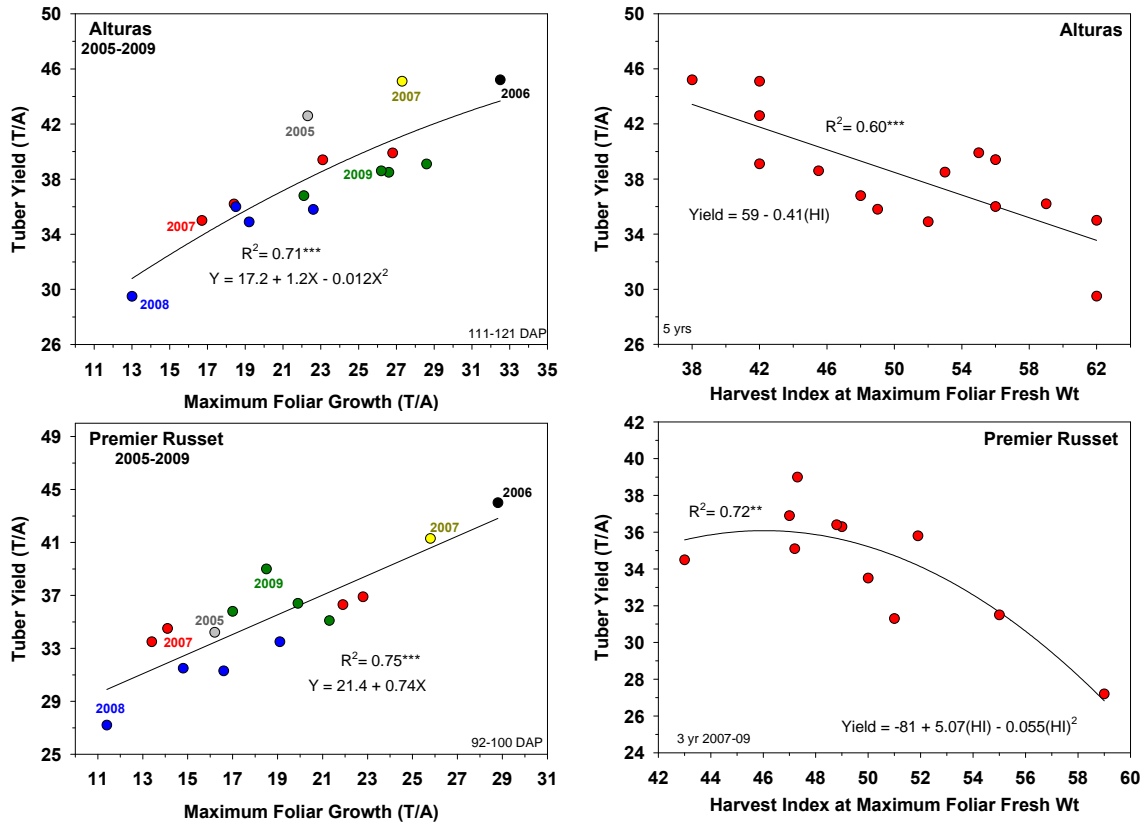 Alturas
2005-2009
Tuber Yield (T/A)
50
46
42
38
34
30
26
2005
2007
2006
2009
2007
2008
R²= 0.71***
Y = 17.2 + 1.2X - 0.012X²
111-121 DAP
11 13 15 17 19 21 23 25 27 29 31 33 35
Maximum Foliar Growth (T/A)
Alturas
Tuber Yield (T/A)
50
46
42
38
34
30
26
R²= 0.60***
Yield = 59 - 0.41(HI)
5 yrs
38 42 46 50 54 58 62
Harvest Index at Maximum Foliar Fresh Wt
Premier Russet
2005-2009
Tuber Yield (T/A)
49
45
41
37
33
29
25
2006
2007
2009
2005
2007
2008
R²= 0.75***
Y = 21.4 + 0.74X
92-100 DAP
11 13 15 17 19 21 23 25 27 29 31
Maximum Foliar Growth (T/A)
Premier Russet
Tuber Yield (T/A)
42
40
38
36
34
32
30
28
26
24
R²= 0.72**
Yield = -81 + 5.07(HI) - 0.055(HI)²
3 yr 2007-09
42 44 46 48 50 52 54 56 58 60
Harvest Index at Maximum Foliar Fresh Wt